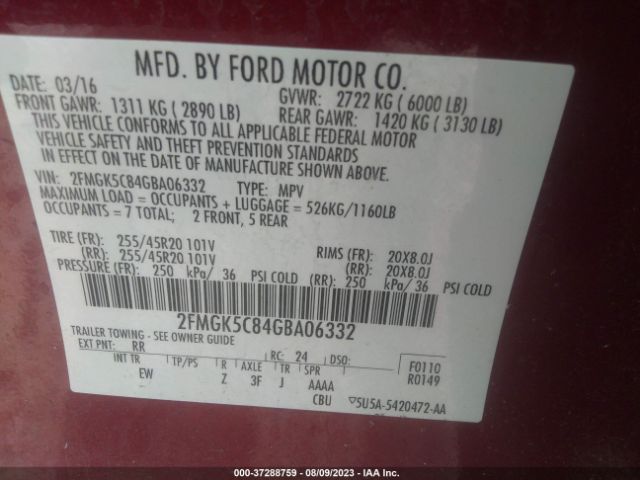 MFD. BY FORD MOTOR CO.
DATE: 03/16 GVWR: 2722 KG ( 6000 LB)
FRONT GAWR: 1311 KG ( 2890 LB) REAR GAWR: 1420 KG ( 3130 LB)
THIS VEHICLE CONFORMS TO ALL APPLICABLE FEDERAL MOTOR
VEHICLE SAFETY AND THEFT PREVENTION STANDARDS
IN EFFECT ON THE DATE OF MANUFACTURE SHOWN ABOVE.
VIN: 2FMGK5C84GBA06332 TYPE: MPV
MAXIMUM LOAD = OCCUPANTS + LUGGAGE = 526KG/1160LB
OCCUPANTS = 7 TOTAL; 2 FRONT, 5 REAR
TIRE (FR): 255/45R20 101V RIMS (FR): 20X8.0J
(RR): 255/45R20 101V (RR): 20X8.0J
PRESSURE (FR): 250 kPa/ 36 PSI COLD (RR): 250 kPa/ 36 PSI COLD
2FMGK5C84GBA06332
TRAILER TOWING - SEE OWNER GUIDE
EXT PNT: RR RC: 24 DSO: F0110
R0149
INT TR TP/PS R AXLE TR SPR
EW Z 3F J AAAA
CBU ▽5U5A-5420472-AA
000-37288759 - 08/09/2023 - IAA Inc.